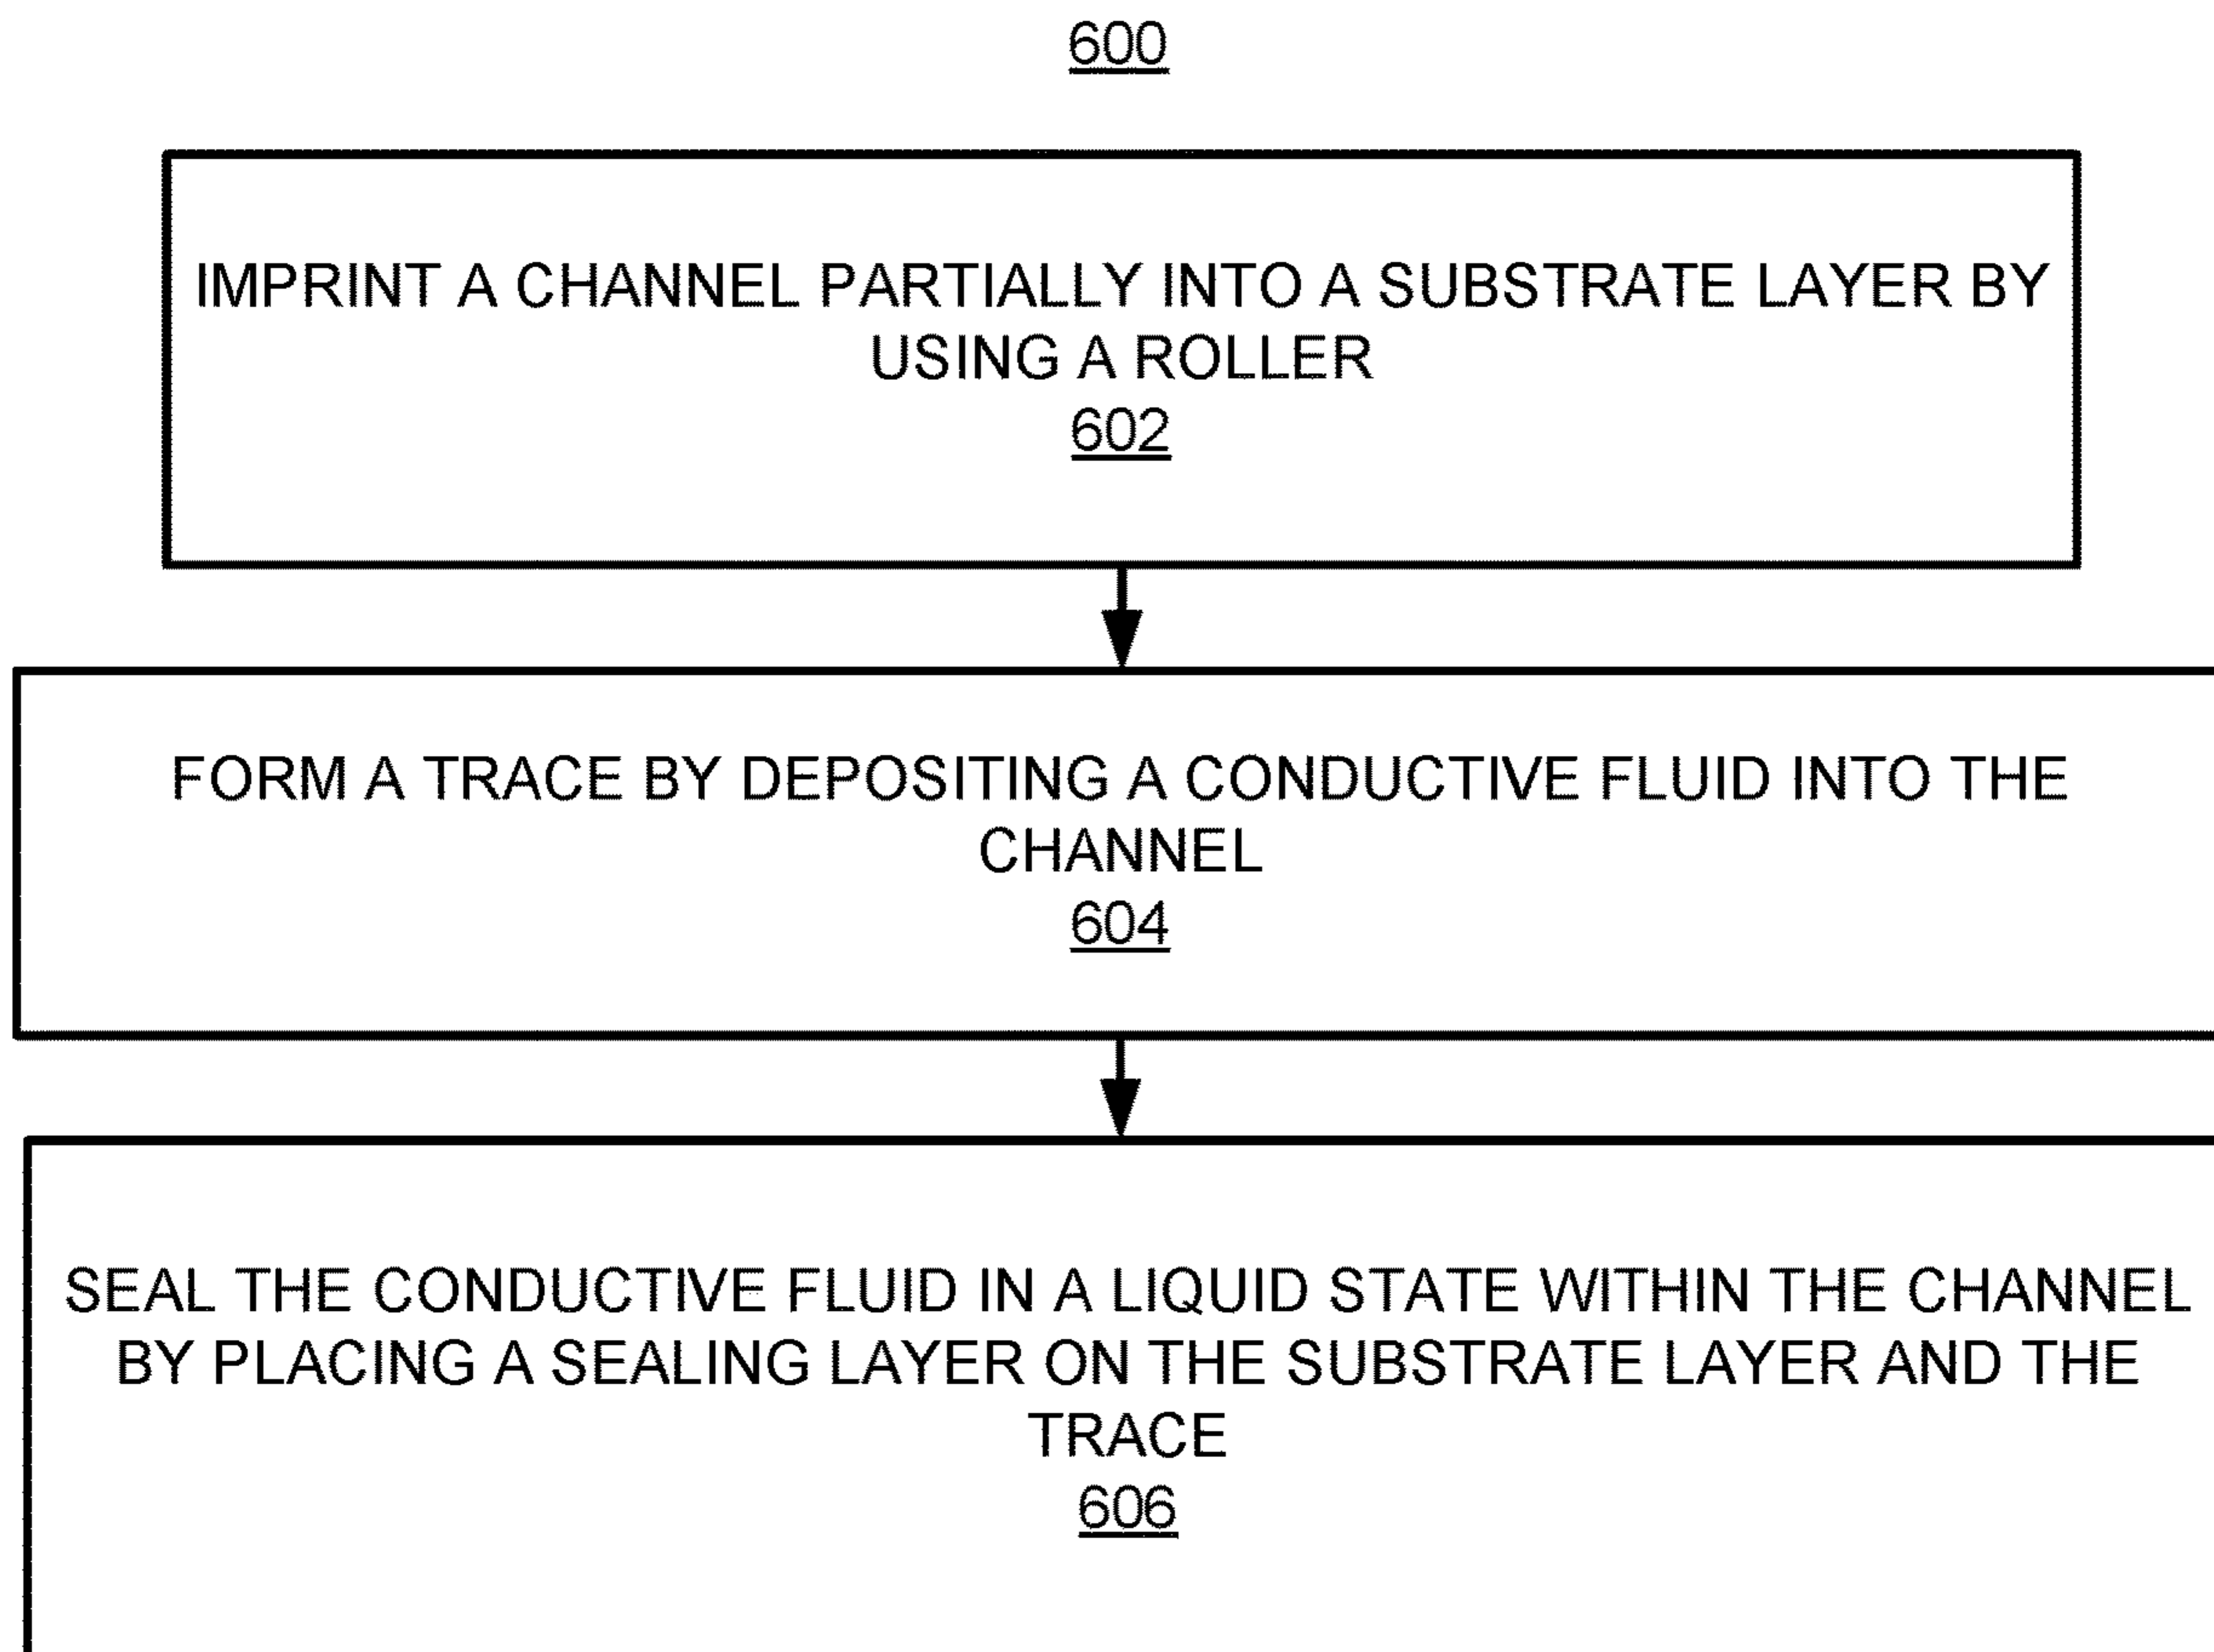 600
IMPRINT A CHANNEL PARTIALLY INTO A SUBSTRATE LAYER BY
USING A ROLLER
602
FORM A TRACE BY DEPOSITING A CONDUCTIVE FLUID INTO THE
CHANNEL
604
SEAL THE CONDUCTIVE FLUID IN A LIQUID STATE WITHIN THE CHANNEL
BY PLACING A SEALING LAYER ON THE SUBSTRATE LAYER AND THE
TRACE
606